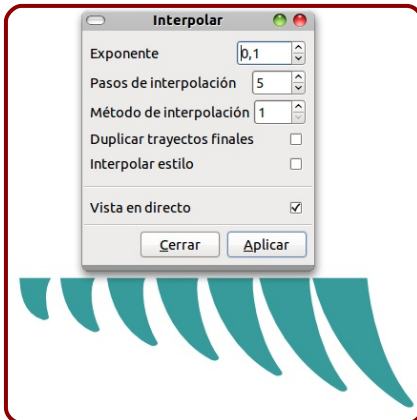 Interpolar
Exponente 0,1
Pasos de interpolación 5
Método de interpolación 1
Duplicar trayectos finales
Interpolar estilo
Vista en directo
Cerrar Aplicar